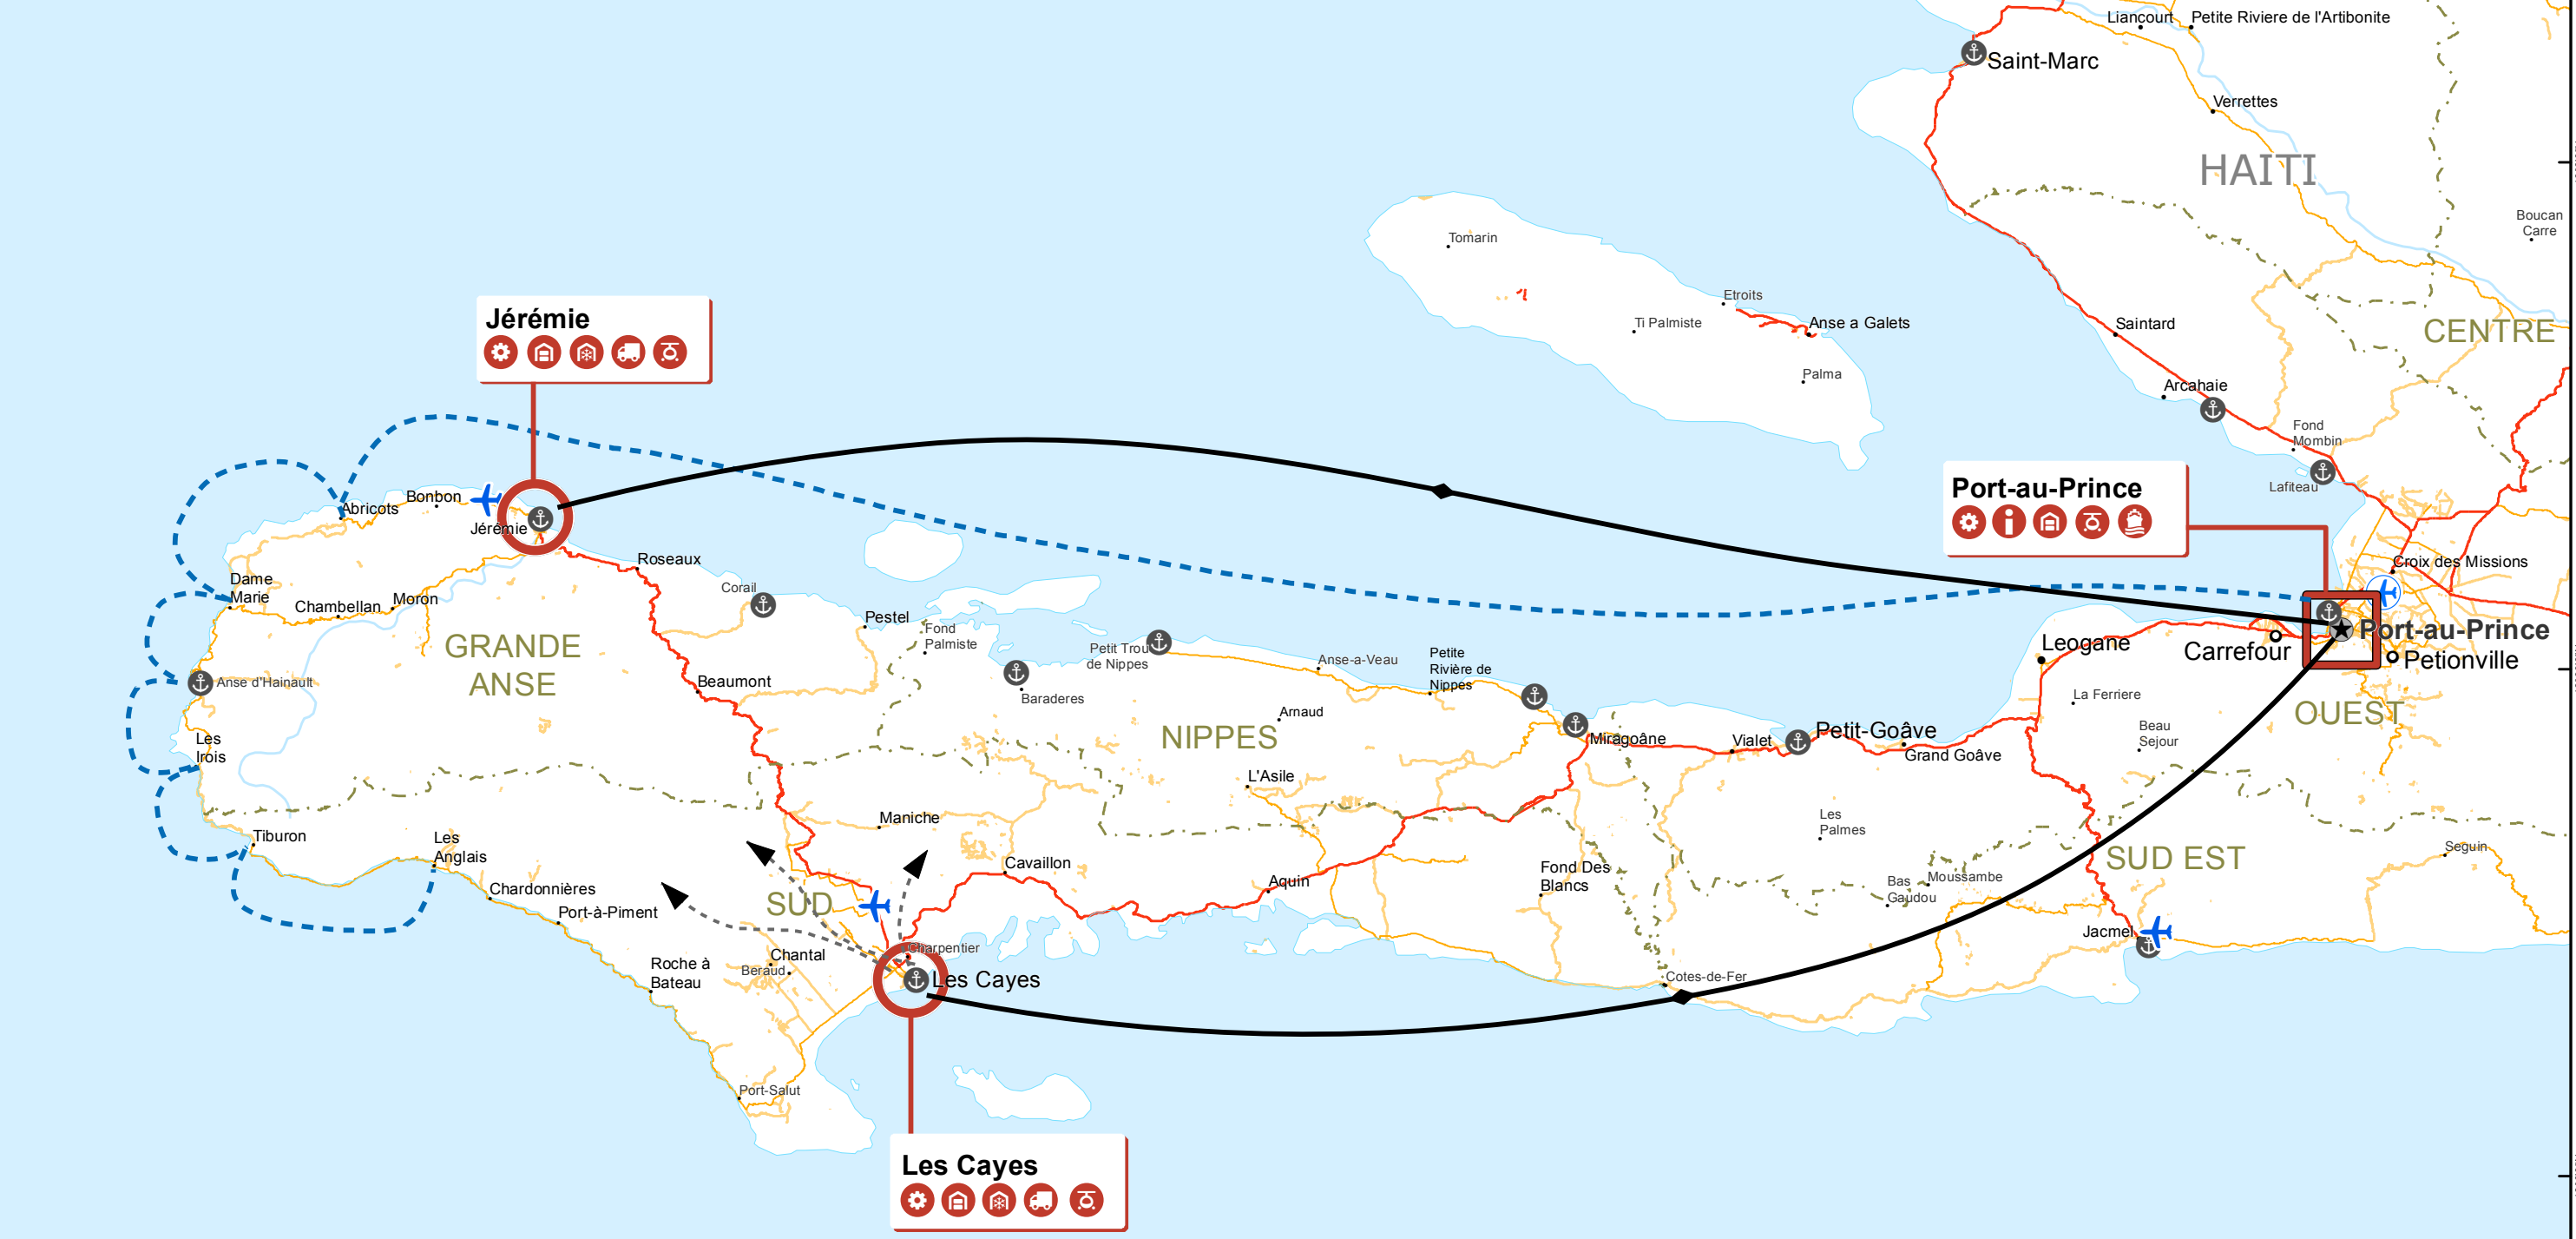 Liancourt
Petite Riviere de l'Artibonite
Saint-Marc
Verrettes
HAITI
Boucan
Carre
Tomarin
Etroits
Ti Palmiste
Anse a Galets
Palma
Saintard
CENTRE
Arcahaie
Fond
Mombin
Lafiteau
Jérémie
Port-au-Prince
Abricots
Bonbon
Jérémie
Roseaux
Corail
Dame
Marie
Chambellan
Moron
GRANDE
ANSE
Pestel
Fond
Palmiste
Petit Trou
de Nippes
Baraderes
Anse-a-Veau
Petite
Rivière de
Nippes
Arnaud
NIPPES
Miragoâne
Vialet
Petit-Goâve
Grand Goâve
Leogane
Carrefour
Croix des Missions
Port-au-Prince
Petionville
La Ferriere
Beau
Sejour
OUEST
Anse d'Hainault
Les
Irois
Beaumont
L'Asile
Tiburon
Les
Anglais
Maniche
Chardonnières
Port-à-Piment
SUD
Cavaillon
Aquin
Fond Des
Blancs
Les
Palmes
Bas
Gaudou
Moussambe
SUD EST
Seguin
Jacmel
Charpentier
Chantal
Beraud
Roche à
Bateau
Les Cayes
Cotes-de-Fer
Port-Salut
Les Cayes